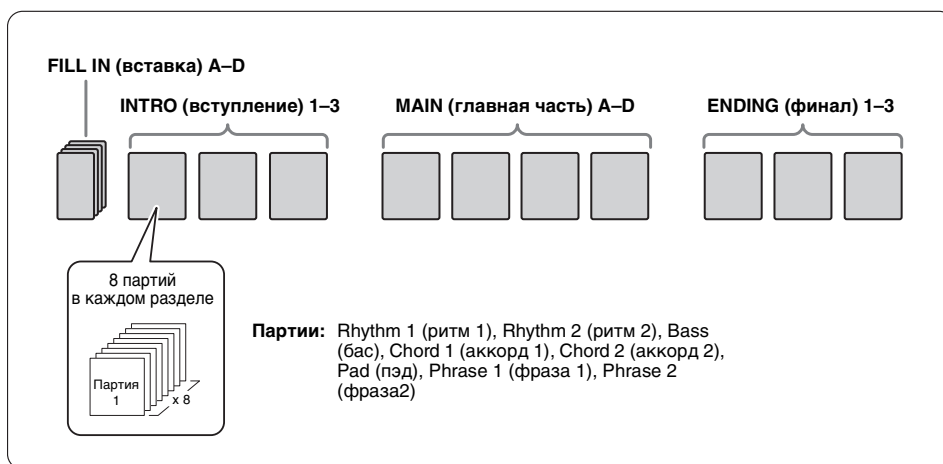 FILL IN (вставка) A–D
INTRO (вступление) 1–3
MAIN (главная часть) A–D
ENDING (финал) 1–3
8 партий
в каждом разделе
Партия
1
x 8
Партии: Rhythm 1 (ритм 1), Rhythm 2 (ритм 2), Bass
(бас), Chord 1 (аккорд 1), Chord 2 (аккорд 2),
Pad (пэд), Phrase 1 (фраза 1), Phrase 2
(фраза2)